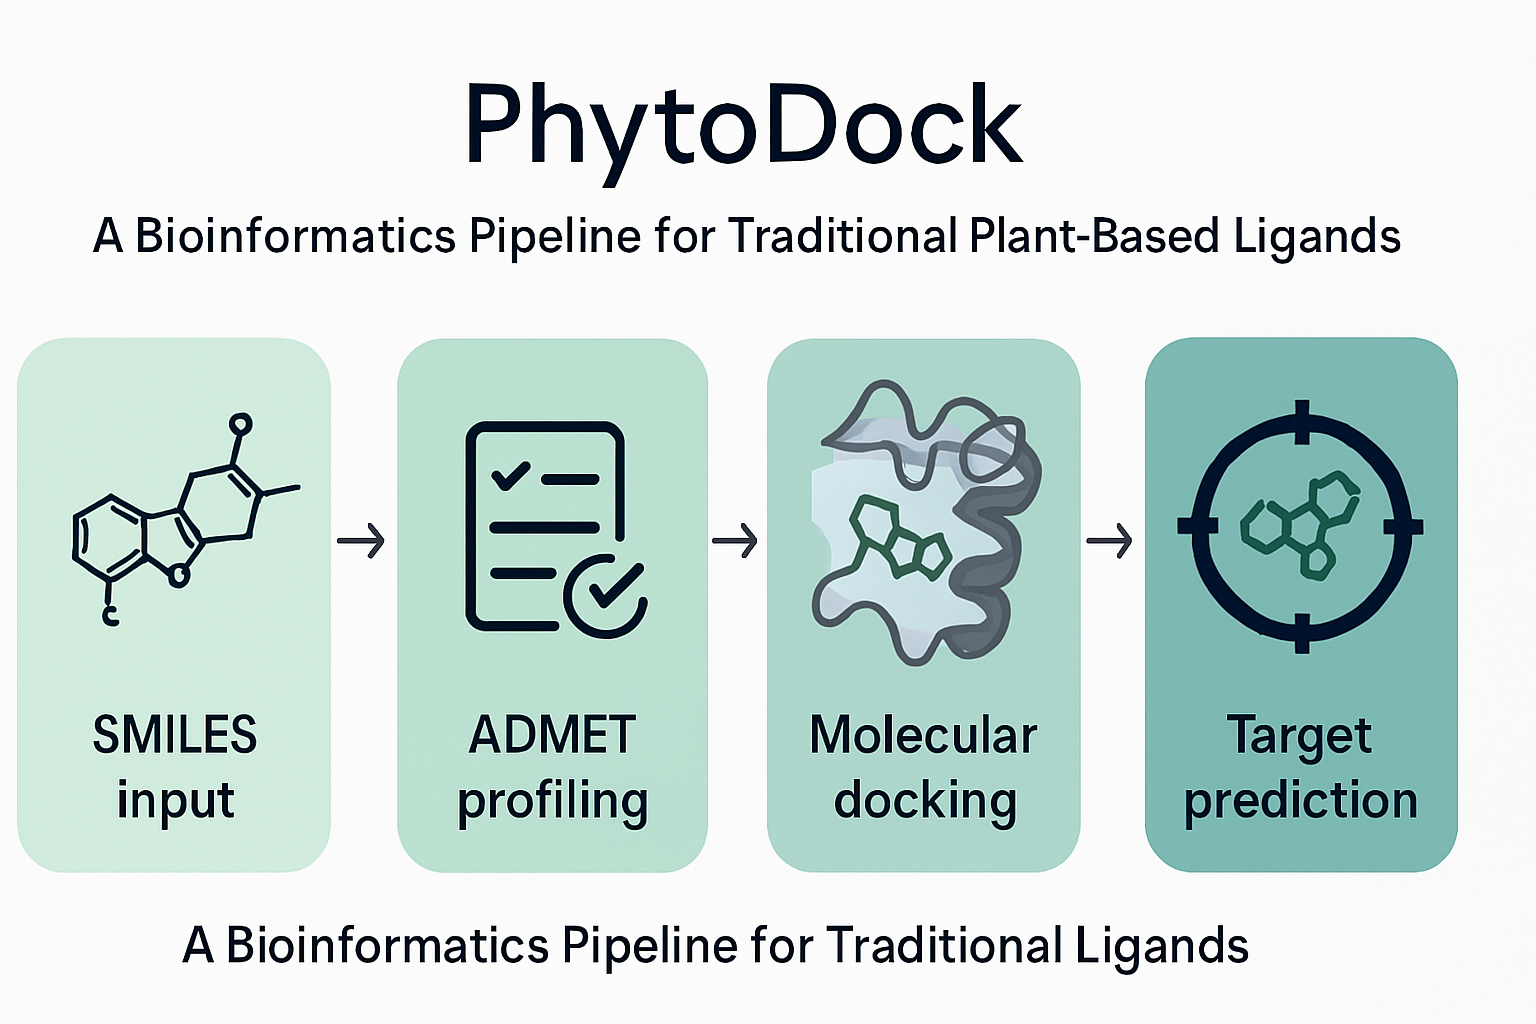 PhytoDock
A Bioinformatics Pipeline for Traditional Plant-Based Ligands
c
SMILES
input
ADMET
profiling
Molecular
docking
Target
prediction
A Bioinformatics Pipeline for Traditional Ligands